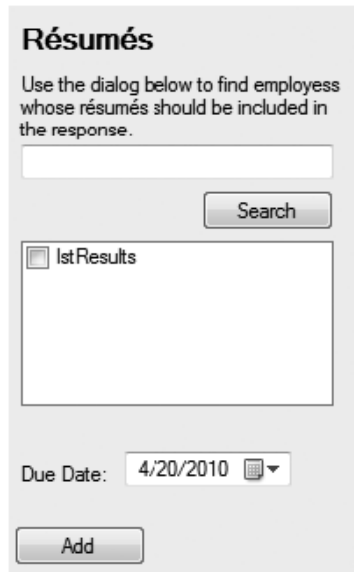 Résumés
Use the dialog below to find employess
whose résumés should be included in
the response.
Search
lstResults
Due Date: 4/20/2010
Add